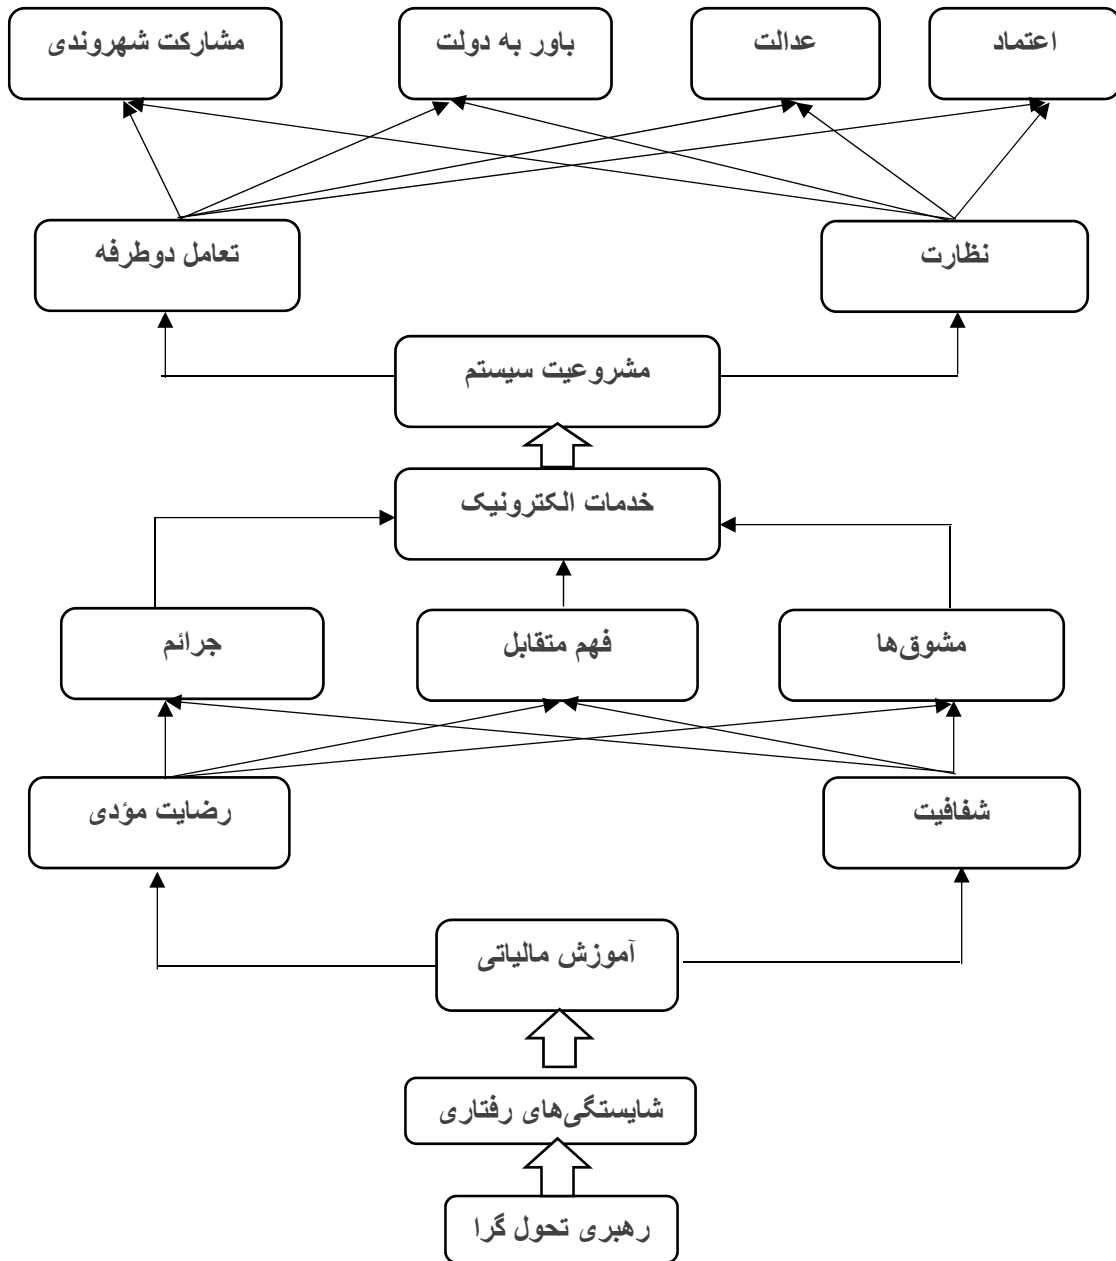 اعتماد
عدالت
باور به دولت
مشارکت شهروندی
نظارت
تعامل دوطرفه
مشروعیت سیستم
خدمات الکترونیک
مشوق‌ها
فهم متقابل
جرائم
شفافیت
رضایت مؤدی
آموزش مالیاتی
شایستگی‌های رفتاری
رهبری تحول گرا